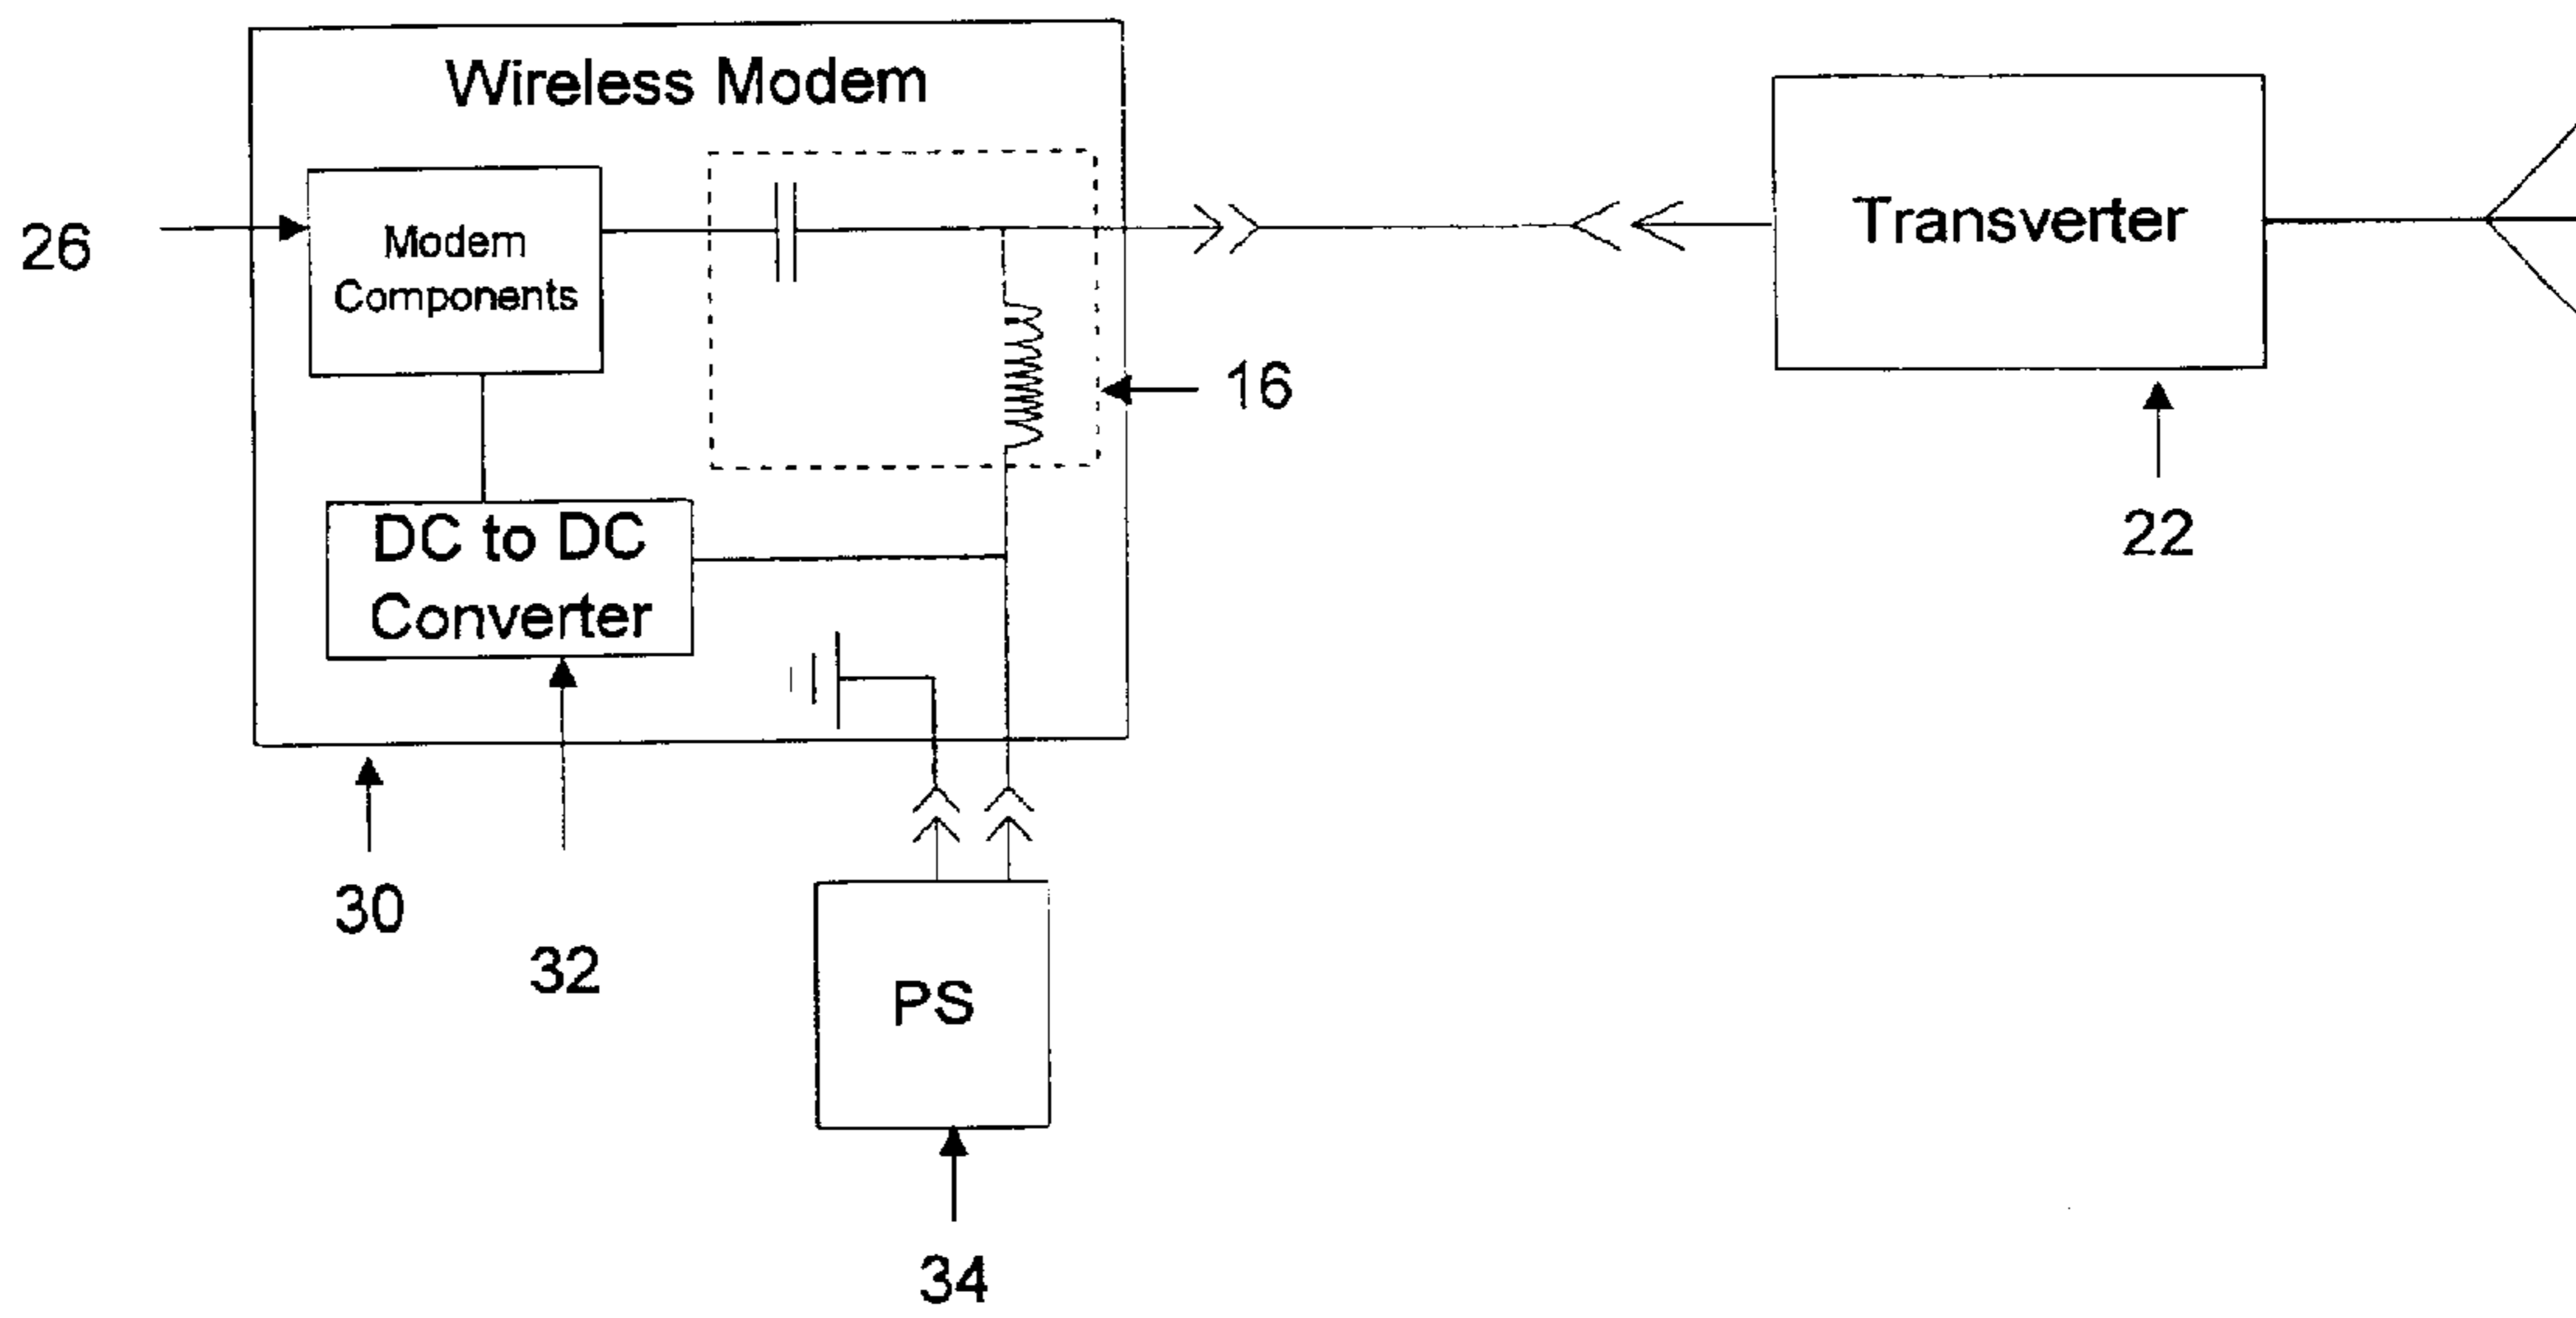 Wireless Modem
26
Modem
Components
Transverter
16
22
DC to DC
Converter
30
32
PS
34